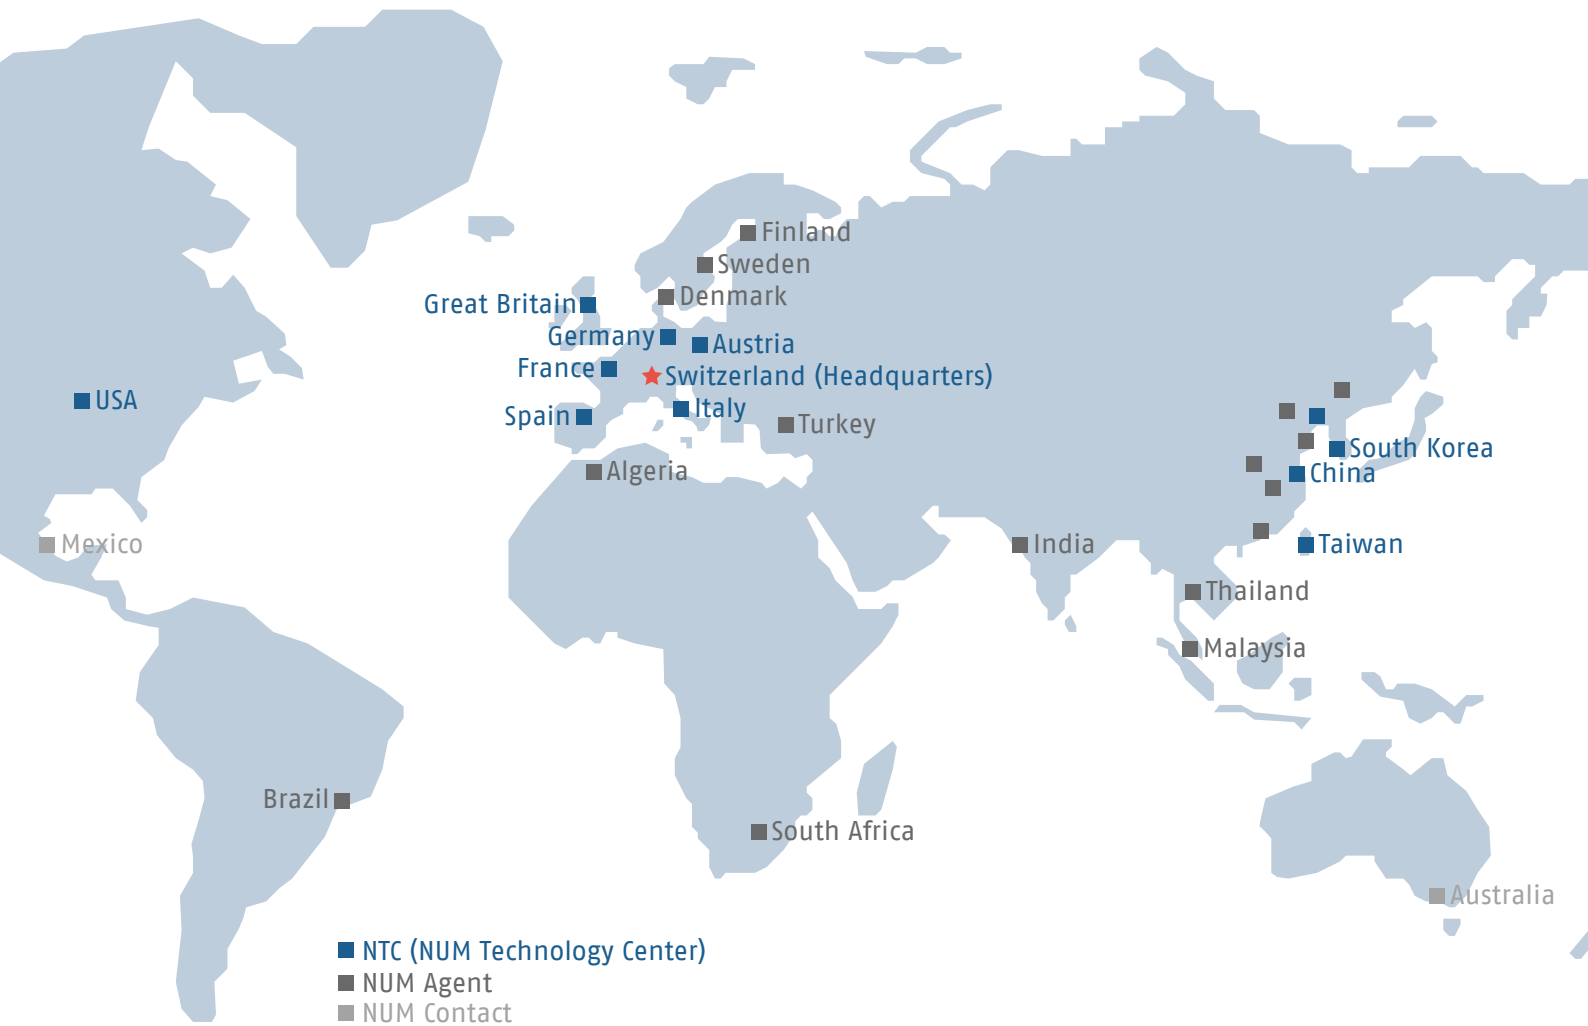 Finland
Sweden
Denmark
Great Britain
Germany
Austria
France
Switzerland (Headquarters)
USA
Italy
Spain
Turkey
South Korea
Algeria
China
Mexico
India
Taiwan
Thailand
Malaysia
Brazil
South Africa
Australia
NTC (NUM Technology Center)
NUM Agent
NUM Contact